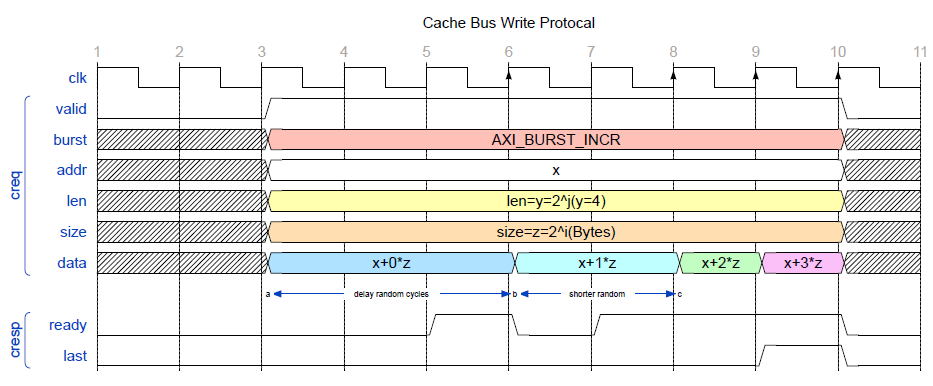 Cache Bus Write Protocal
1 2 3 4 5 6 7 8 9 10 11
clk
creq
valid
burst AXI_BURST_INCR
addr x
len len=y=2^j(y=4)
size size=z=2^i(Bytes)
data x+0*z x+1*z x+2*z x+3*z
a delay random cycles b shorter random c
cresp
ready
last